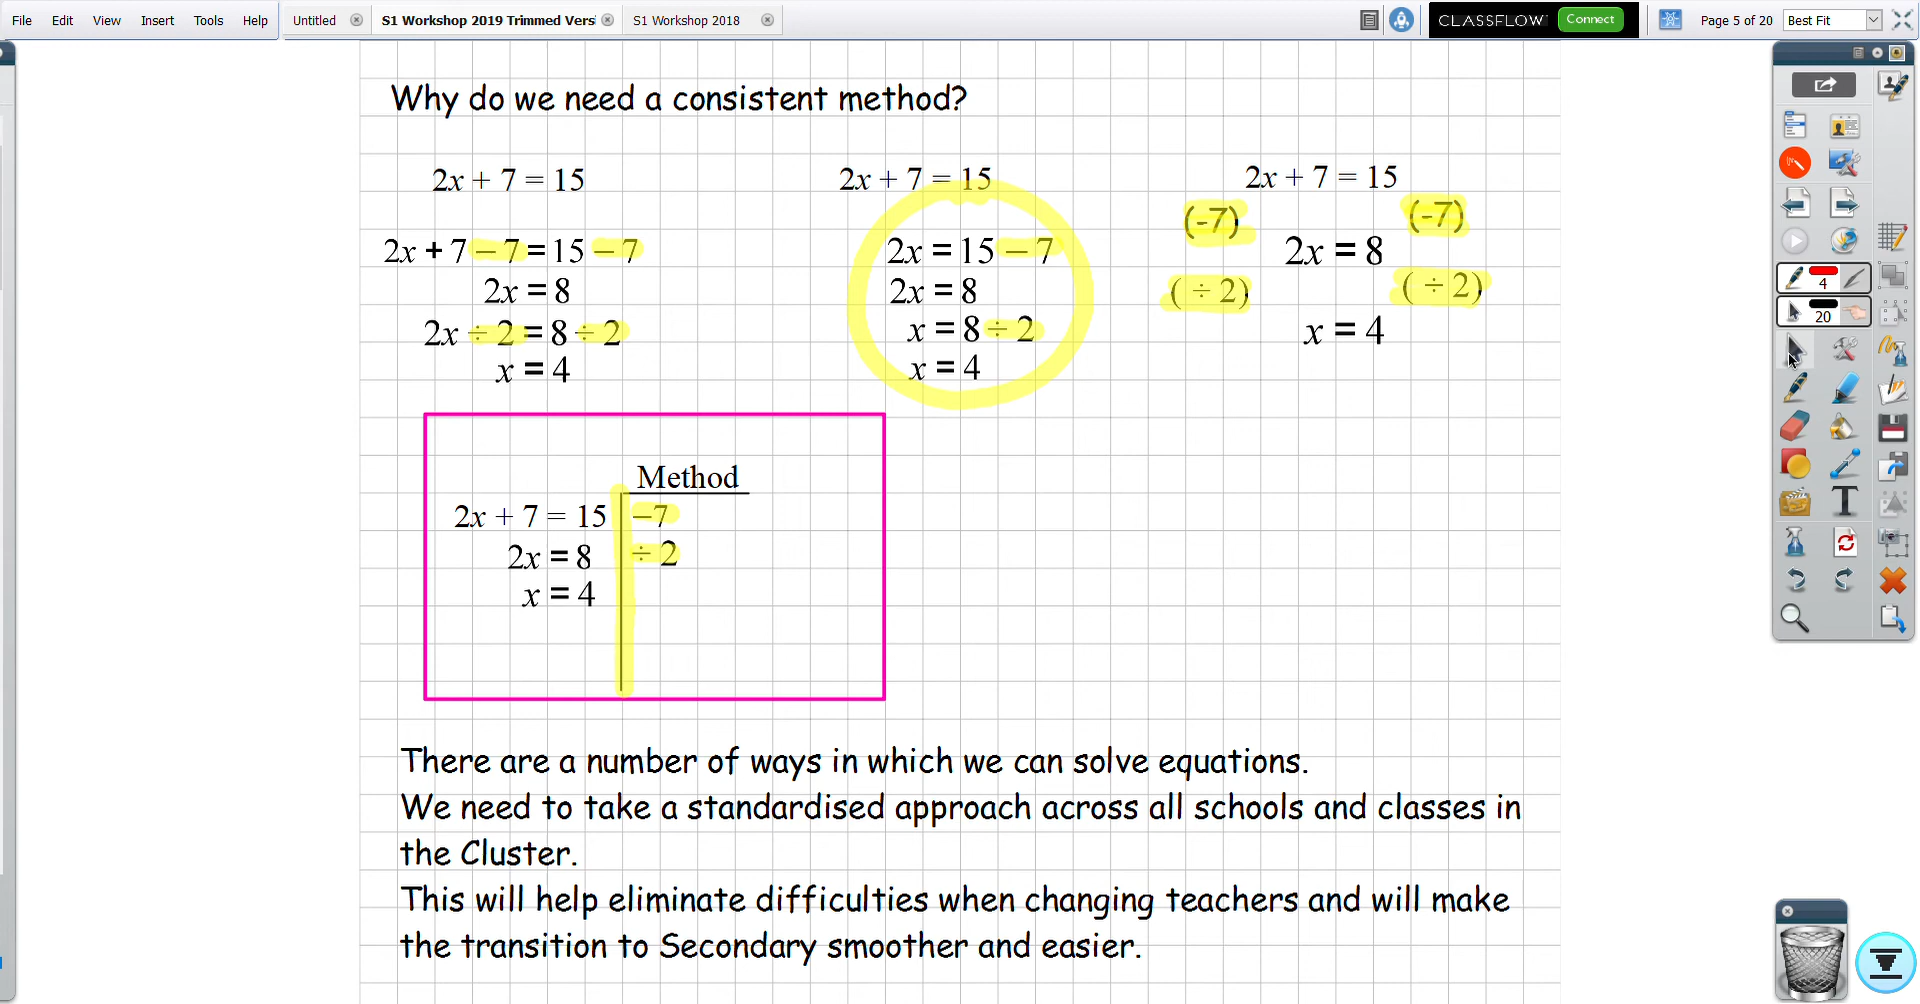 File Edit View Insert Tools Help Untitled S1 Workshop 2019 Trimmed Versi S1 Workshop 2018 CLASSFLOW Connect Page 5 of 20 Best Fit
Why do we need a consistent method?
2x + 7 = 15
2x + 7 − 7 = 15 − 7
2x = 8
2x ÷ 2 = 8 ÷ 2
x = 4
2x + 7 = 15
2x = 15 − 7
2x = 8
x = 8 ÷ 2
x = 4
2x + 7 = 15
(-7) (-7)
2x = 8
( ÷ 2) ( ÷ 2)
x = 4
Method
2x + 7 = 15 −7
2x = 8 ÷ 2
x = 4
There are a number of ways in which we can solve equations.
We need to take a standardised approach across all schools and classes in
the Cluster.
This will help eliminate difficulties when changing teachers and will make
the transition to Secondary smoother and easier.
4
20
T